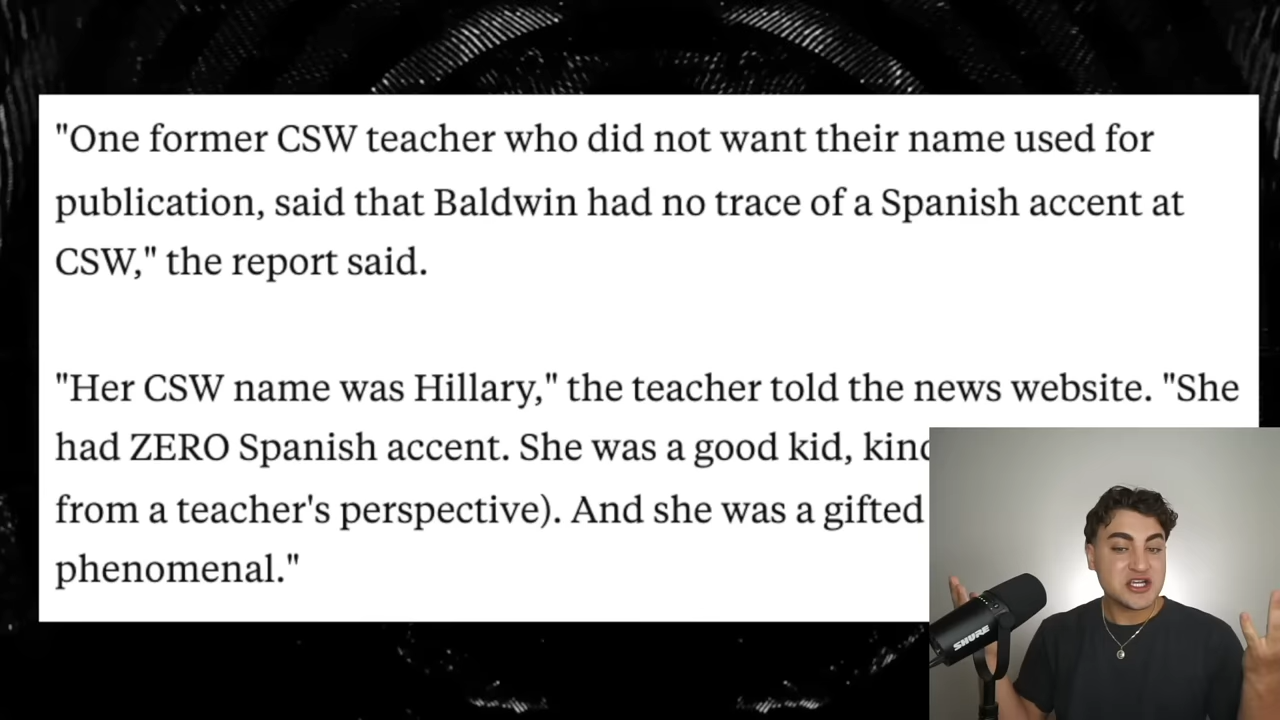 "One former CSW teacher who did not want their name used for
publication, said that Baldwin had no trace of a Spanish accent at
CSW," the report said.
"Her CSW name was Hillary," the teacher told the news website. "She
had ZERO Spanish accent. She was a good kid,
from a teacher's perspective). And she was a gifted
phenomenal."
SHURE